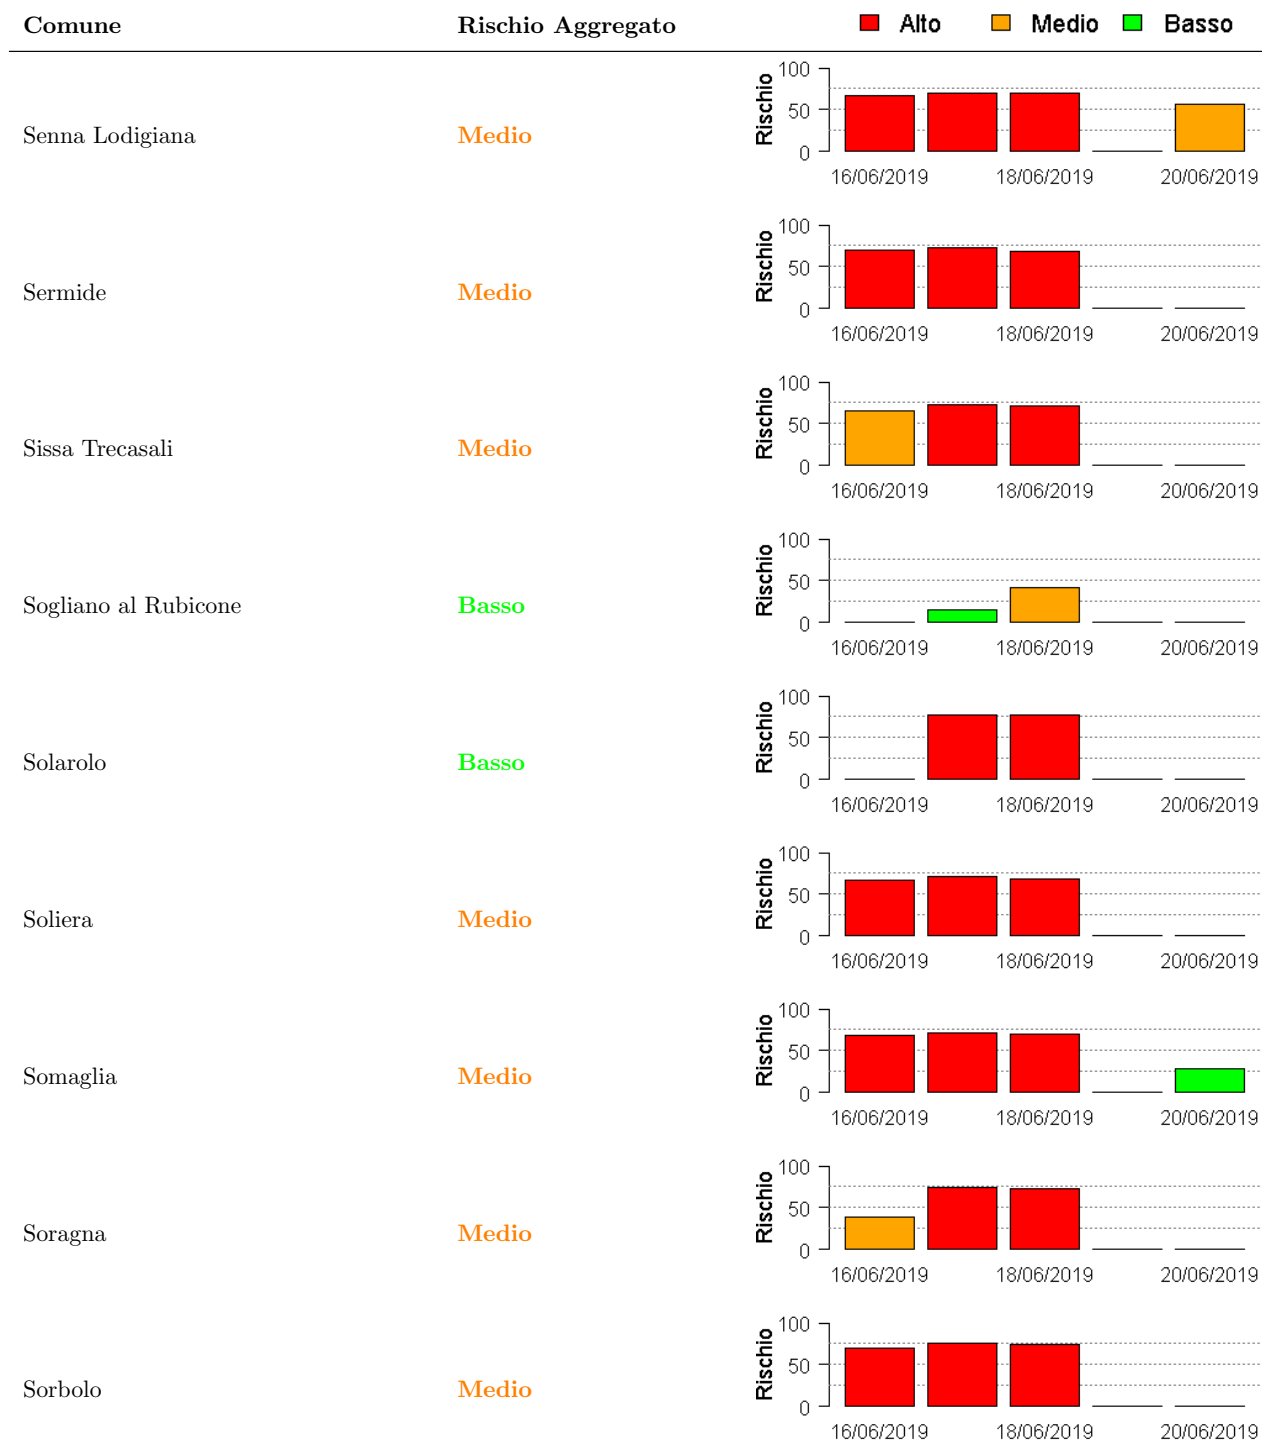 Comune Rischio Aggregato Alto Medio Basso
Senna Lodigiana Medio Rischio 100 50 0
16/06/2019 18/06/2019 20/06/2019
Sermide Medio Rischio 100 50 0
16/06/2019 18/06/2019 20/06/2019
Sissa Trecasali Medio Rischio 100 50 0
16/06/2019 18/06/2019 20/06/2019
Sogliano al Rubicone Basso Rischio 100 50 0
16/06/2019 18/06/2019 20/06/2019
Solarolo Basso Rischio 100 50 0
16/06/2019 18/06/2019 20/06/2019
Soliera Medio Rischio 100 50 0
16/06/2019 18/06/2019 20/06/2019
Somaglia Medio Rischio 100 50 0
16/06/2019 18/06/2019 20/06/2019
Soragna Medio Rischio 100 50 0
16/06/2019 18/06/2019 20/06/2019
Sorbolo Medio Rischio 100 50 0
16/06/2019 18/06/2019 20/06/2019